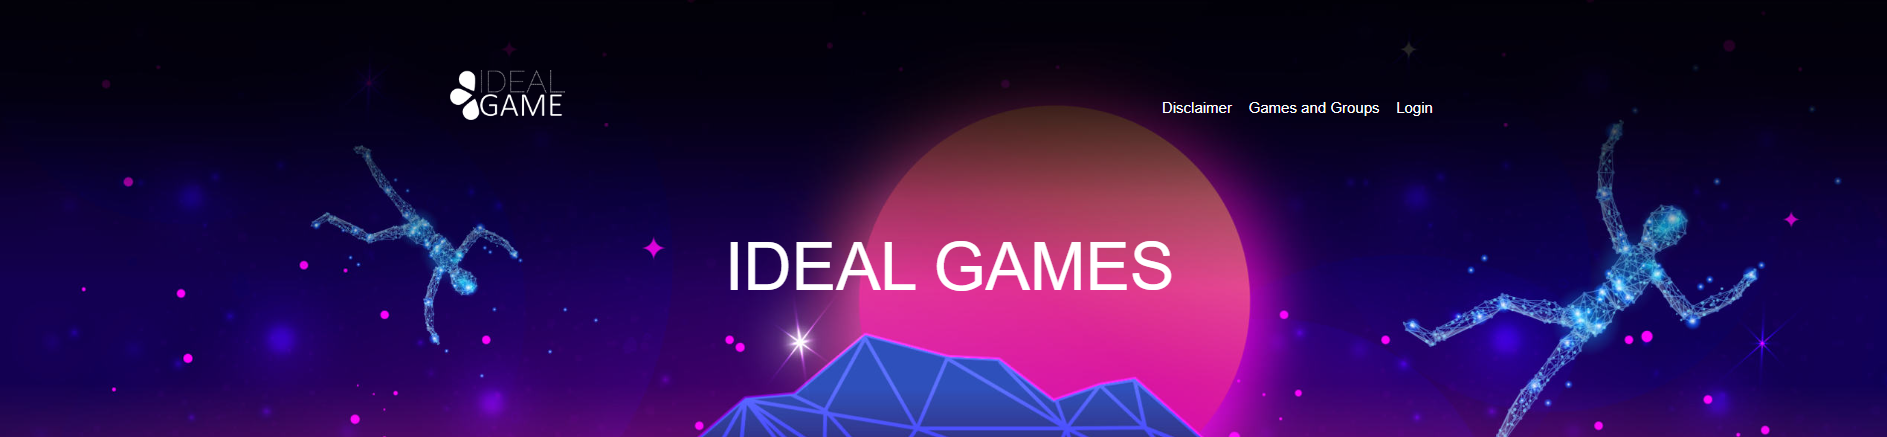 IDEAL
GAME
Disclaimer Games and Groups Login
IDEAL GAMES